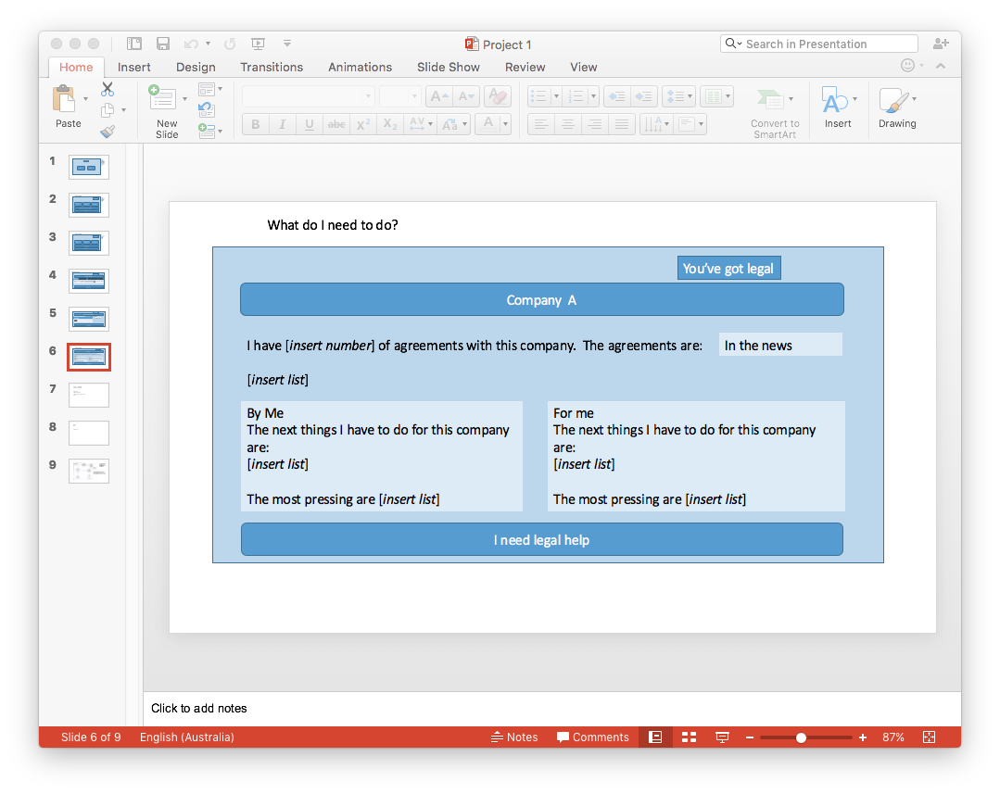 Project 1
Search in Presentation
Home Insert Design Transitions Animations Slide Show Review View
Paste
New
Slide
A A A
B I U abc X² X₂ AV Aa A
Convert to
SmartArt
Insert
Drawing
1
2
3
4
5
6
7
8
9
What do I need to do?
You've got legal
Company A
I have [insert number] of agreements with this company. The agreements are:
In the news
[insert list]
By Me
The next things I have to do for this company
are:
[insert list]
The most pressing are [insert list]
For me
The next things I have to do for this company
are:
[insert list]
The most pressing are [insert list]
I need legal help
Click to add notes
Slide 6 of 9 English (Australia) Notes Comments 87%